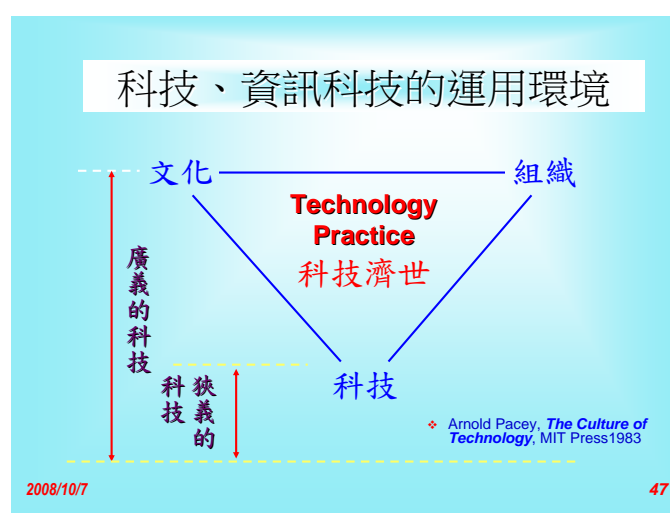 科技、資訊科技的運用環境
文化
組織
Technology
Practice
科技濟世
廣義的科技
狹義的
科技
科技
❖ Arnold Pacey, The Culture of
Technology, MIT Press1983
2008/10/7
47